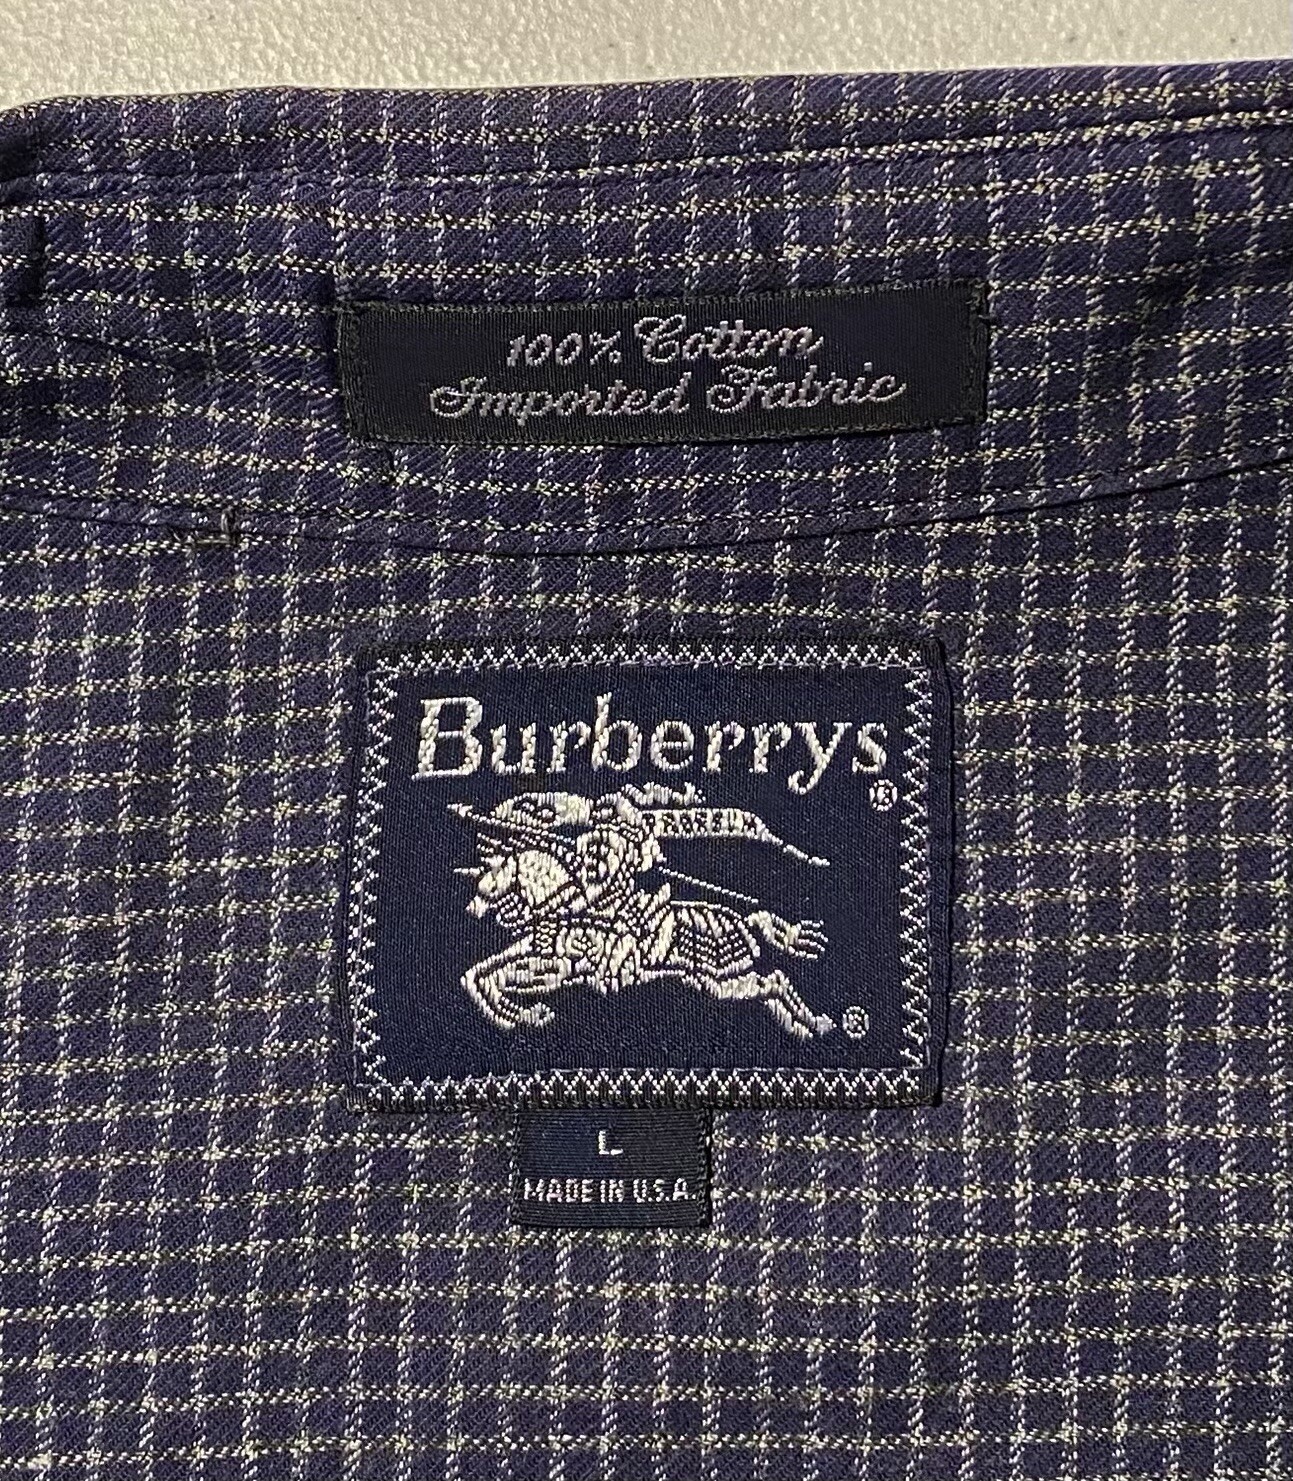 100% Cotton
Imported Fabric
Burberrys
®
®
L
MADE IN U.S.A.